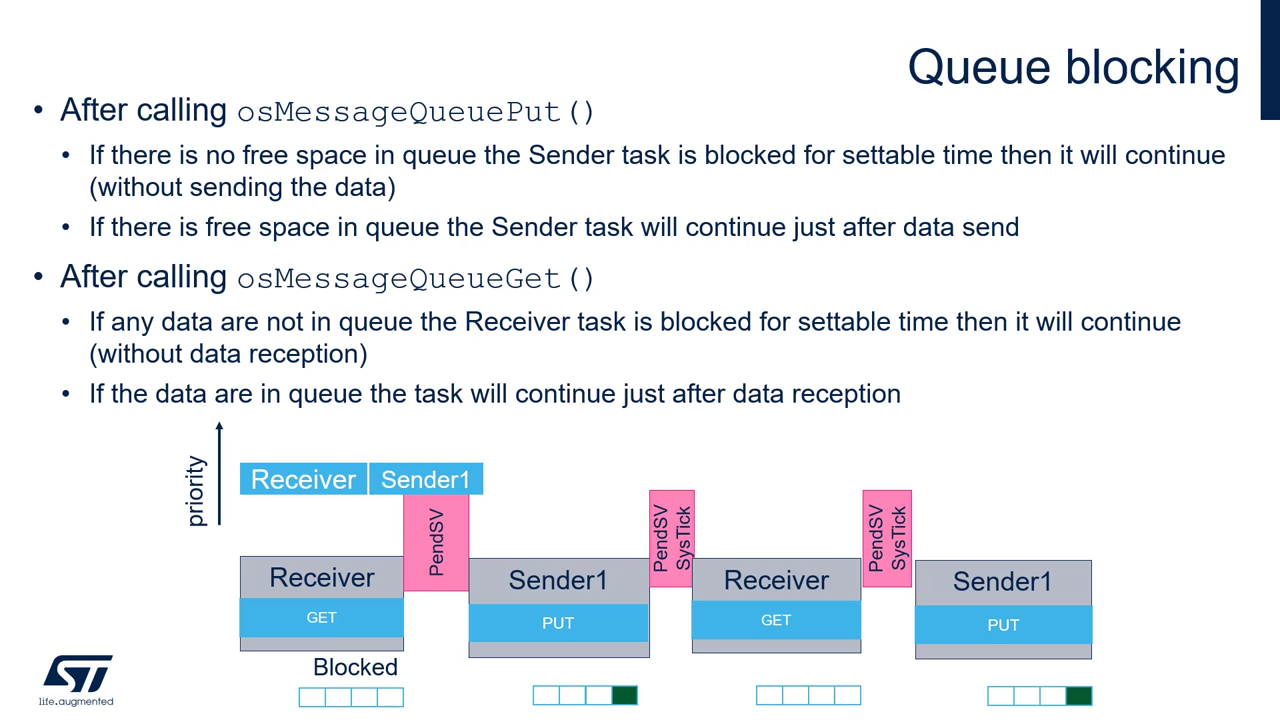 Queue blocking
• After calling osMessageQueuePut()
• If there is no free space in queue the Sender task is blocked for settable time then it will continue
(without sending the data)
• If there is free space in queue the Sender task will continue just after data send
• After calling osMessageQueueGet()
• If any data are not in queue the Receiver task is blocked for settable time then it will continue
(without data reception)
• If the data are in queue the task will continue just after data reception
priority
Receiver Sender1
PendSV
PendSV
SysTick
PendSV
SysTick
Receiver Sender1 Receiver Sender1
GET PUT GET PUT
Blocked
ST
life.augmented